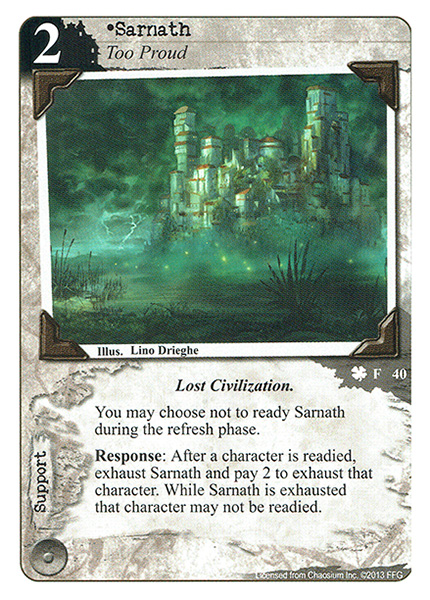 2
•Sarnath
Too Proud
Illus. Lino Drieghe
F 40
Lost Civilization.
You may choose not to ready Sarnath
during the refresh phase.
Response: After a character is readied,
exhaust Sarnath and pay 2 to exhaust that
character. While Sarnath is exhausted
that character may not be readied.
Support
Licensed from Chaosium Inc. ©2013 FFG